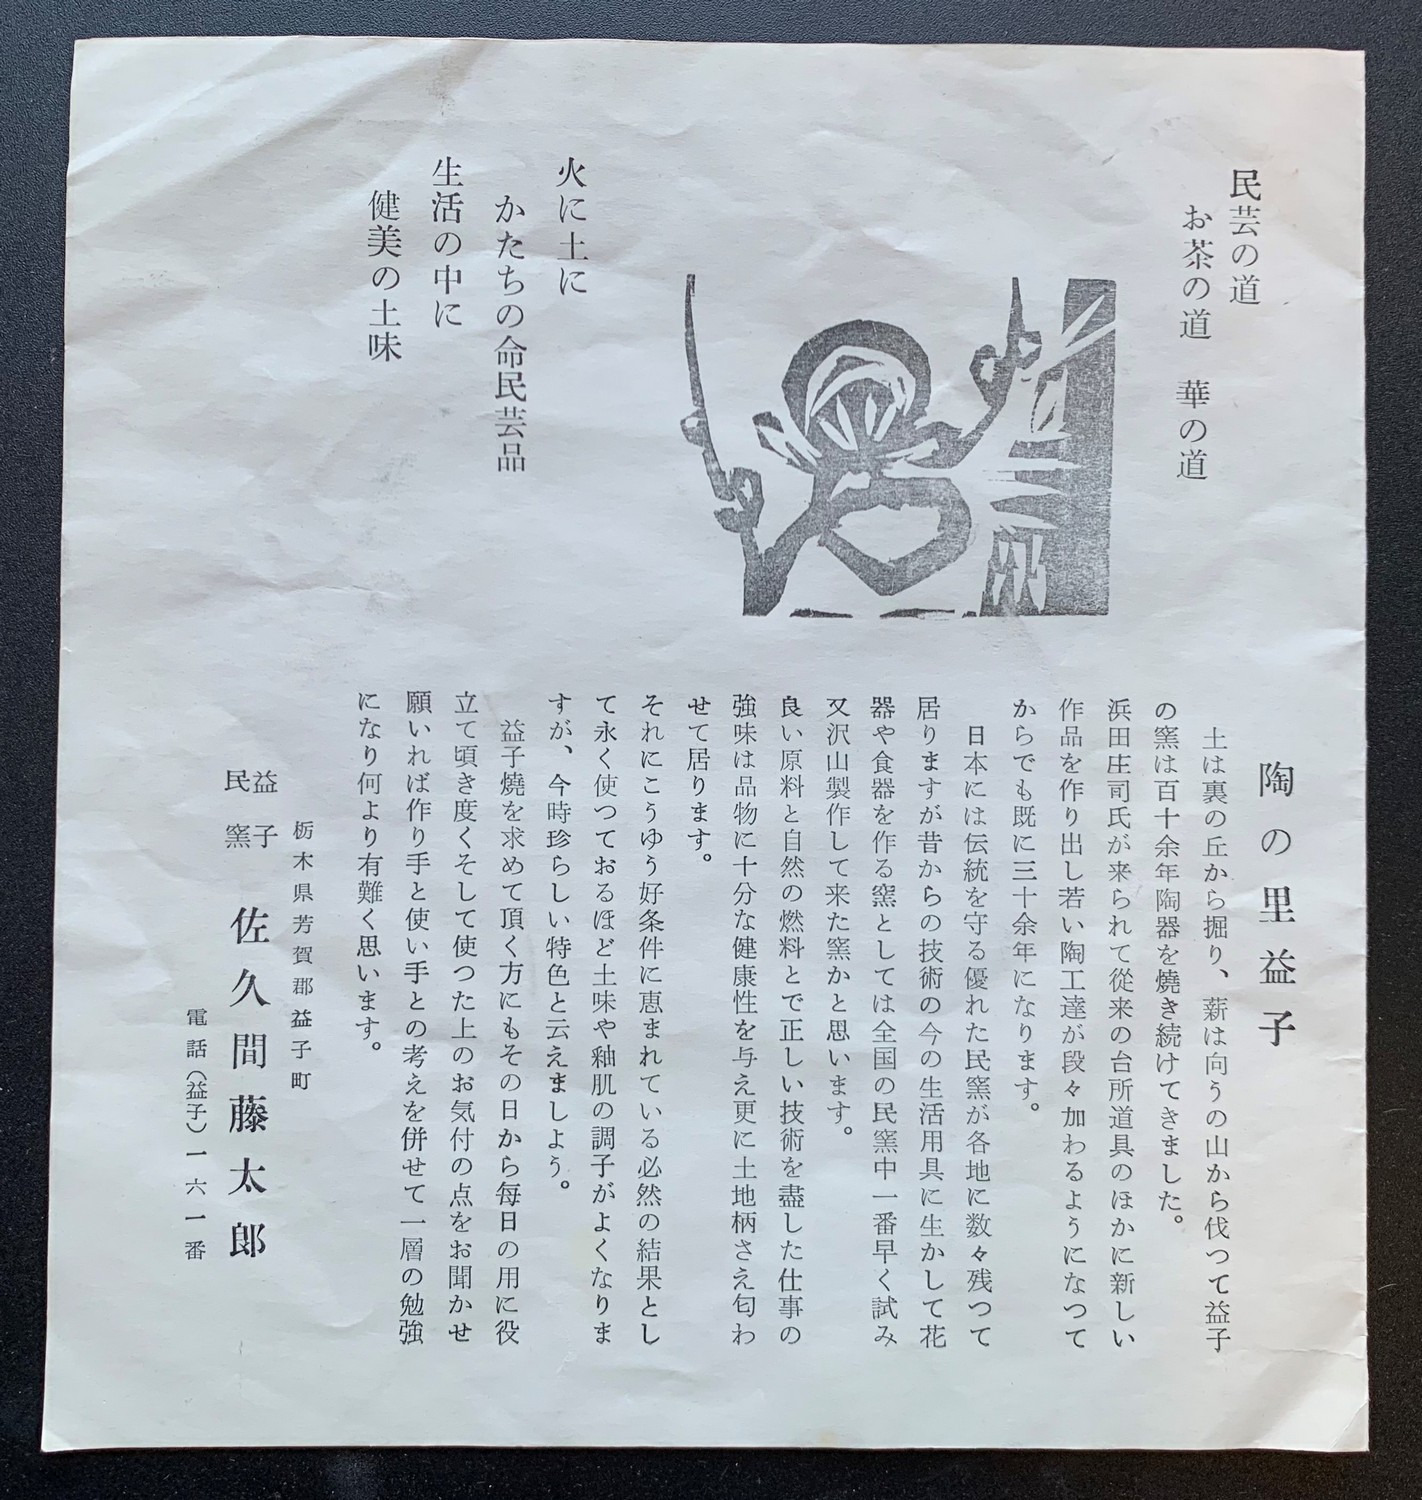 民芸の道
お茶の道　華の道
火に土に
かたちの命民芸品
生活の中に
健美の土味
陶の里益子
土は裏の丘から掘り、薪は向うの山から伐つて益子
の窯は百十余年陶器を燒き続けてきました。
浜田庄司氏が来られて従来の台所道具のほかに新しい
作品を作り出し若い陶工達が段々加わるようになつて
からでも既に三十余年になります。
日本には伝統を守る優れた民窯が各地に数々残つて
居りますが昔からの技術の今の生活用具に生かして花
器や食器を作る窯としては全国の民窯中一番早く試み
又沢山製作して来た窯かと思います。
良い原料と自然の燃料とで正しい技術を盡した仕事の
強味は品物に十分な健康性を与え更に土地柄さえ匂わ
せて居ります。
それにこうゆう好条件に恵まれている必然の結果とし
て永く使つておるほど土味や釉肌の調子がよくなりま
すが、今時珍らしい特色と云えましよう。
益子燒を求めて頂く方にもその日から毎日の用に役
立て頃き度くそして使つた上のお気付の点をお聞かせ
願いれば作り手と使い手との考えを併せて一層の勉強
になり何より有難く思います。
栃木県芳賀郡益子町
益子
民窯
佐久間藤太郎
電話（益子）一六一番